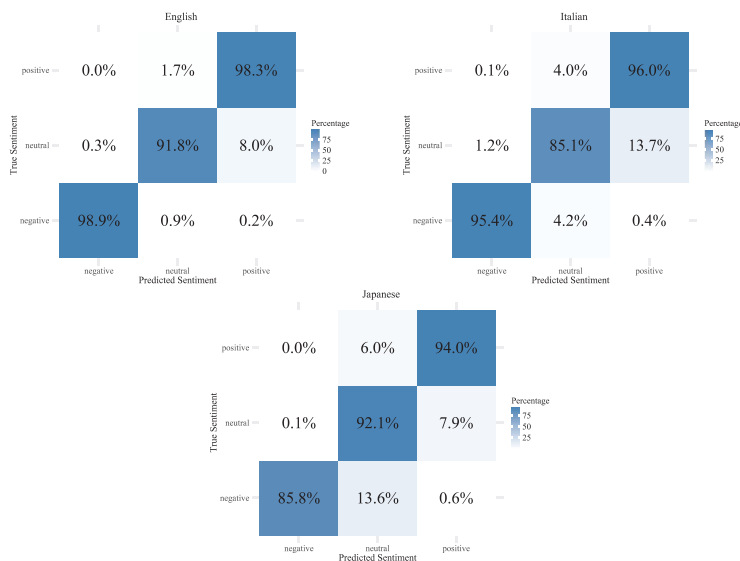 English
positive 0.0% 1.7% 98.3%
neutral 0.3% 91.8% 8.0%
negative 98.9% 0.9% 0.2%
True Sentiment
negative neutral positive
Predicted Sentiment
Percentage
75
50
25
0
Italian
positive 0.1% 4.0% 96.0%
neutral 1.2% 85.1% 13.7%
negative 95.4% 4.2% 0.4%
True Sentiment
negative neutral positive
Predicted Sentiment
Percentage
75
50
25
Japanese
positive 0.0% 6.0% 94.0%
neutral 0.1% 92.1% 7.9%
negative 85.8% 13.6% 0.6%
True Sentiment
negative neutral positive
Predicted Sentiment
Percentage
75
50
25